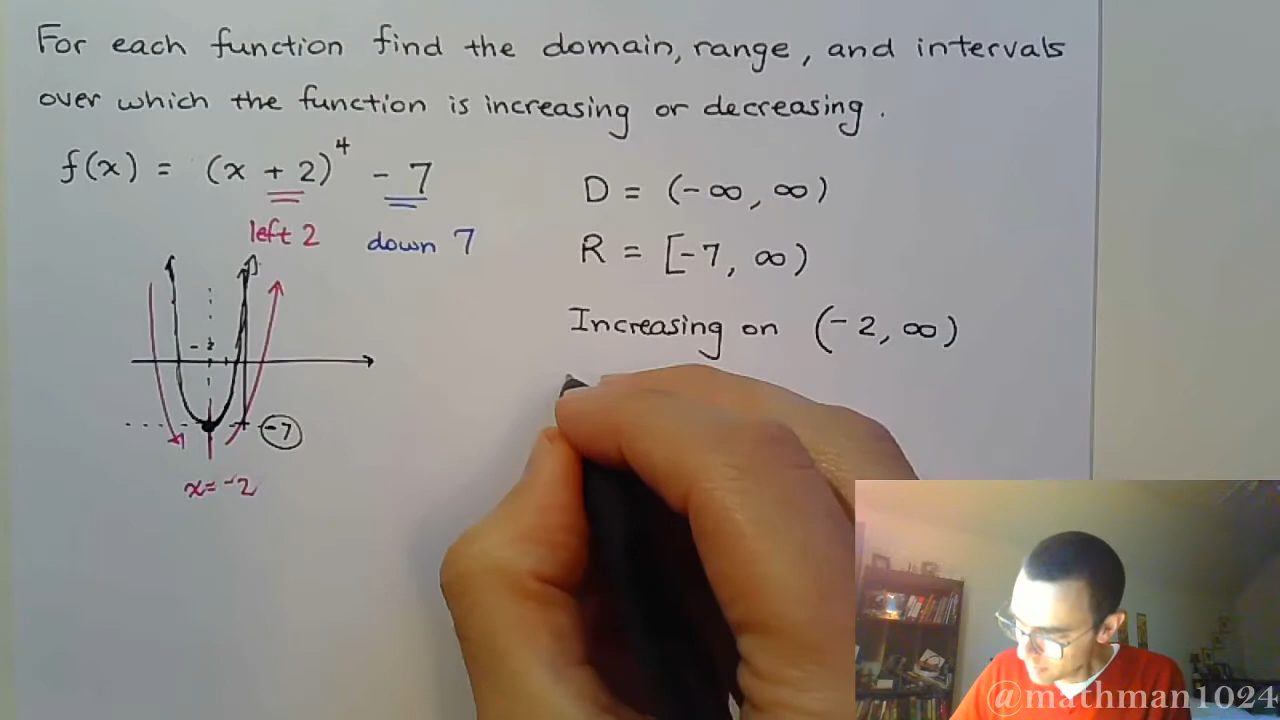 For each function find the domain, range, and intervals
over which the function is increasing or decreasing.
f(x) = (x + 2)⁴ - 7
left 2
down 7
-2
-7
x=-2
D = (-∞, ∞)
R = [-7, ∞)
Increasing on (-2, ∞)
@mathman1024